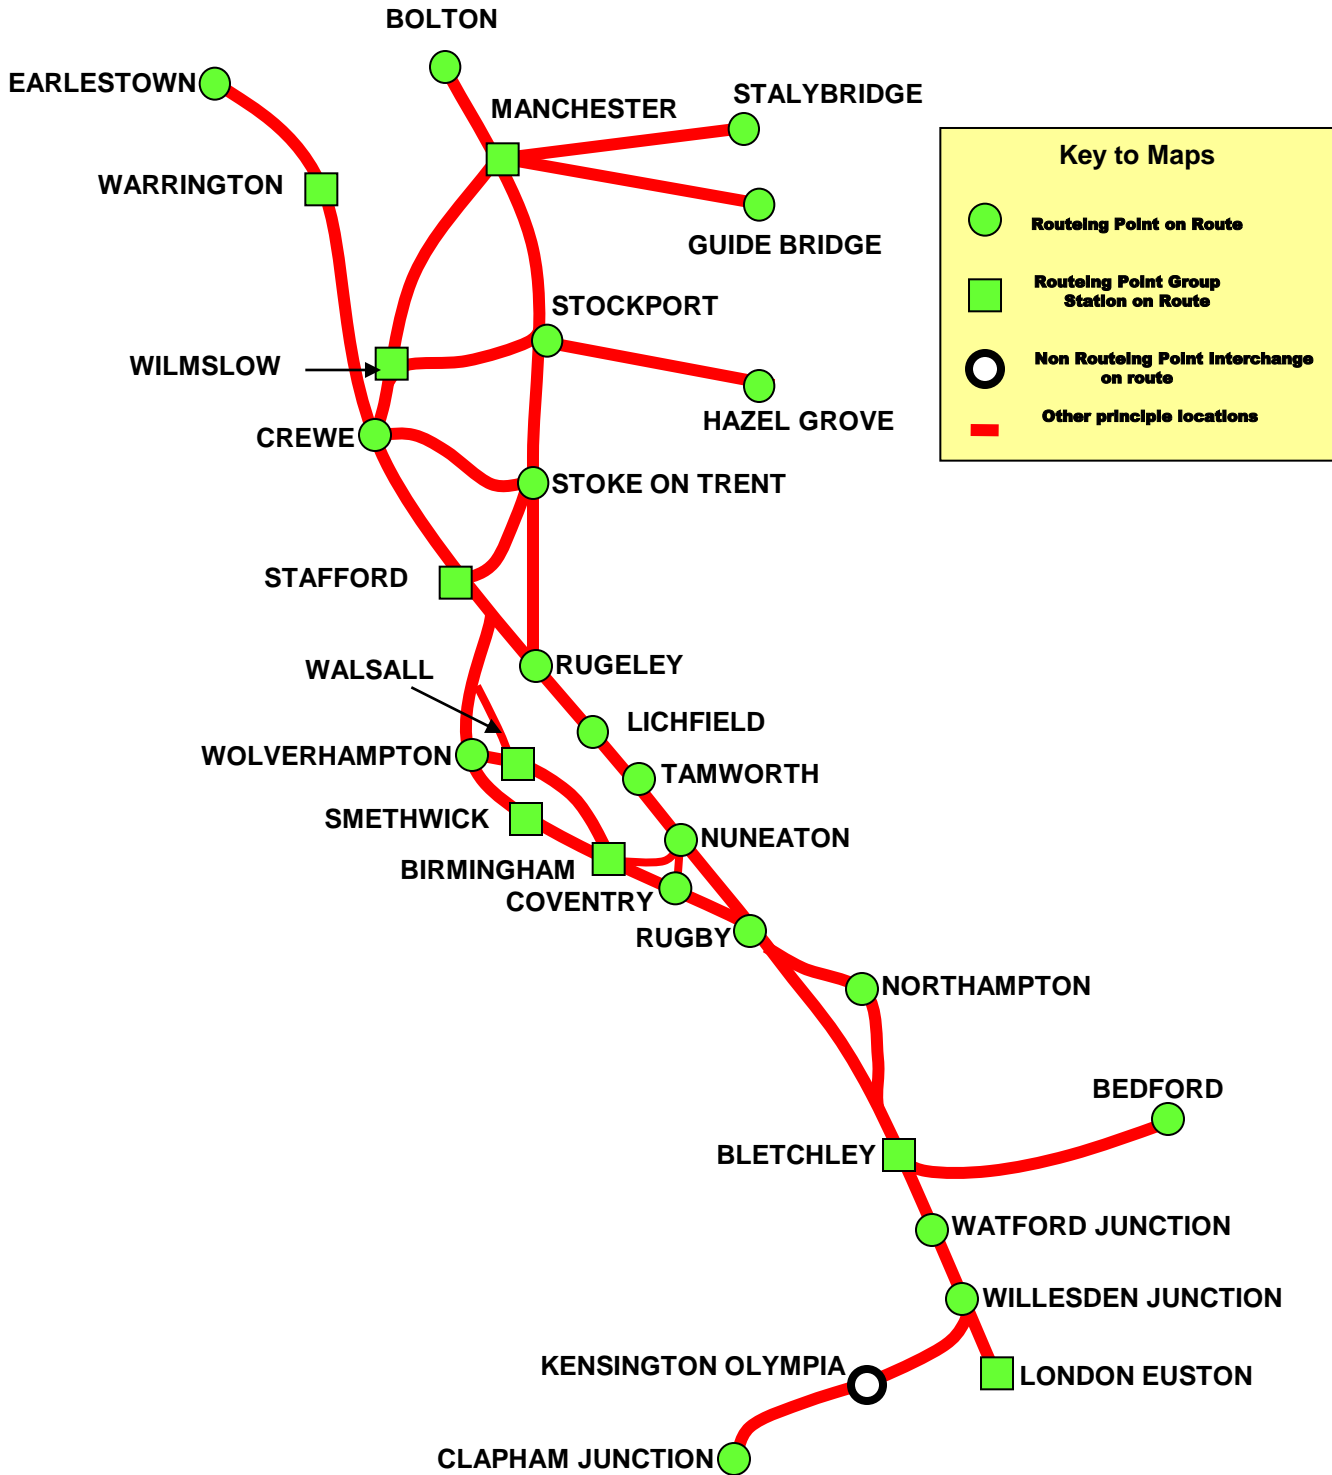 BOLTON
EARLESTOWN
STALYBRIDGE
MANCHESTER
WARRINGTON
GUIDE BRIDGE
STOCKPORT
WILMSLOW
HAZEL GROVE
CREWE
STOKE ON TRENT
STAFFORD
RUGELEY
WALSALL
LICHFIELD
WOLVERHAMPTON
TAMWORTH
SMETHWICK
NUNEATON
BIRMINGHAM
COVENTRY
RUGBY
NORTHAMPTON
BEDFORD
BLETCHLEY
WATFORD JUNCTION
WILLESDEN JUNCTION
KENSINGTON OLYMPIA
LONDON EUSTON
CLAPHAM JUNCTION
Key to Maps
Routeing Point on Route
Routeing Point Group
Station on Route
Non Routeing Point Interchange
on route
Other principle locations